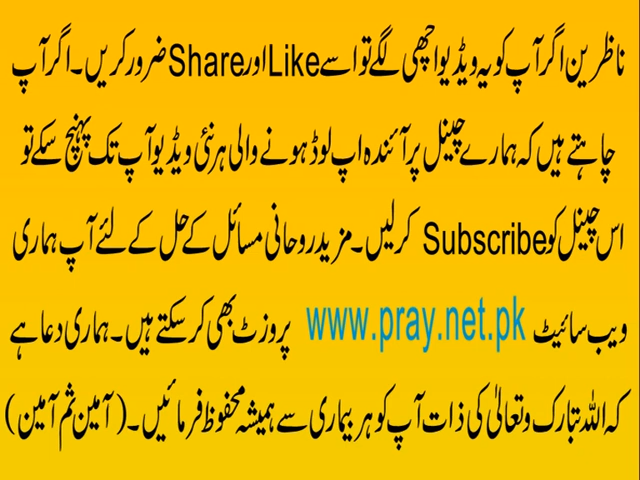 ناظرین اگر آپ کو یہ ویڈیو اچھی لگے تو اسے Like اور Share ضرور کریں۔ اگر آپ
چاہتے ہیں کہ ہمارے چینل پر آئندہ اپ لوڈ ہونے والی ہر نئی ویڈیو آپ تک پہنچ سکے تو
اس چینل کو Subscribe کرلیں۔ مزید روحانی مسائل کے حل کے لئے آپ ہماری
ویب سائیٹ www.pray.net.pk پر وزٹ بھی کرسکتے ہیں۔ ہماری دعا ہے
کہ اللہ تبارک وتعالیٰ کی ذات آپ کو ہر بیماری سے ہمیشہ محفوظ فرمائیں۔ (آمین ثم آمین)